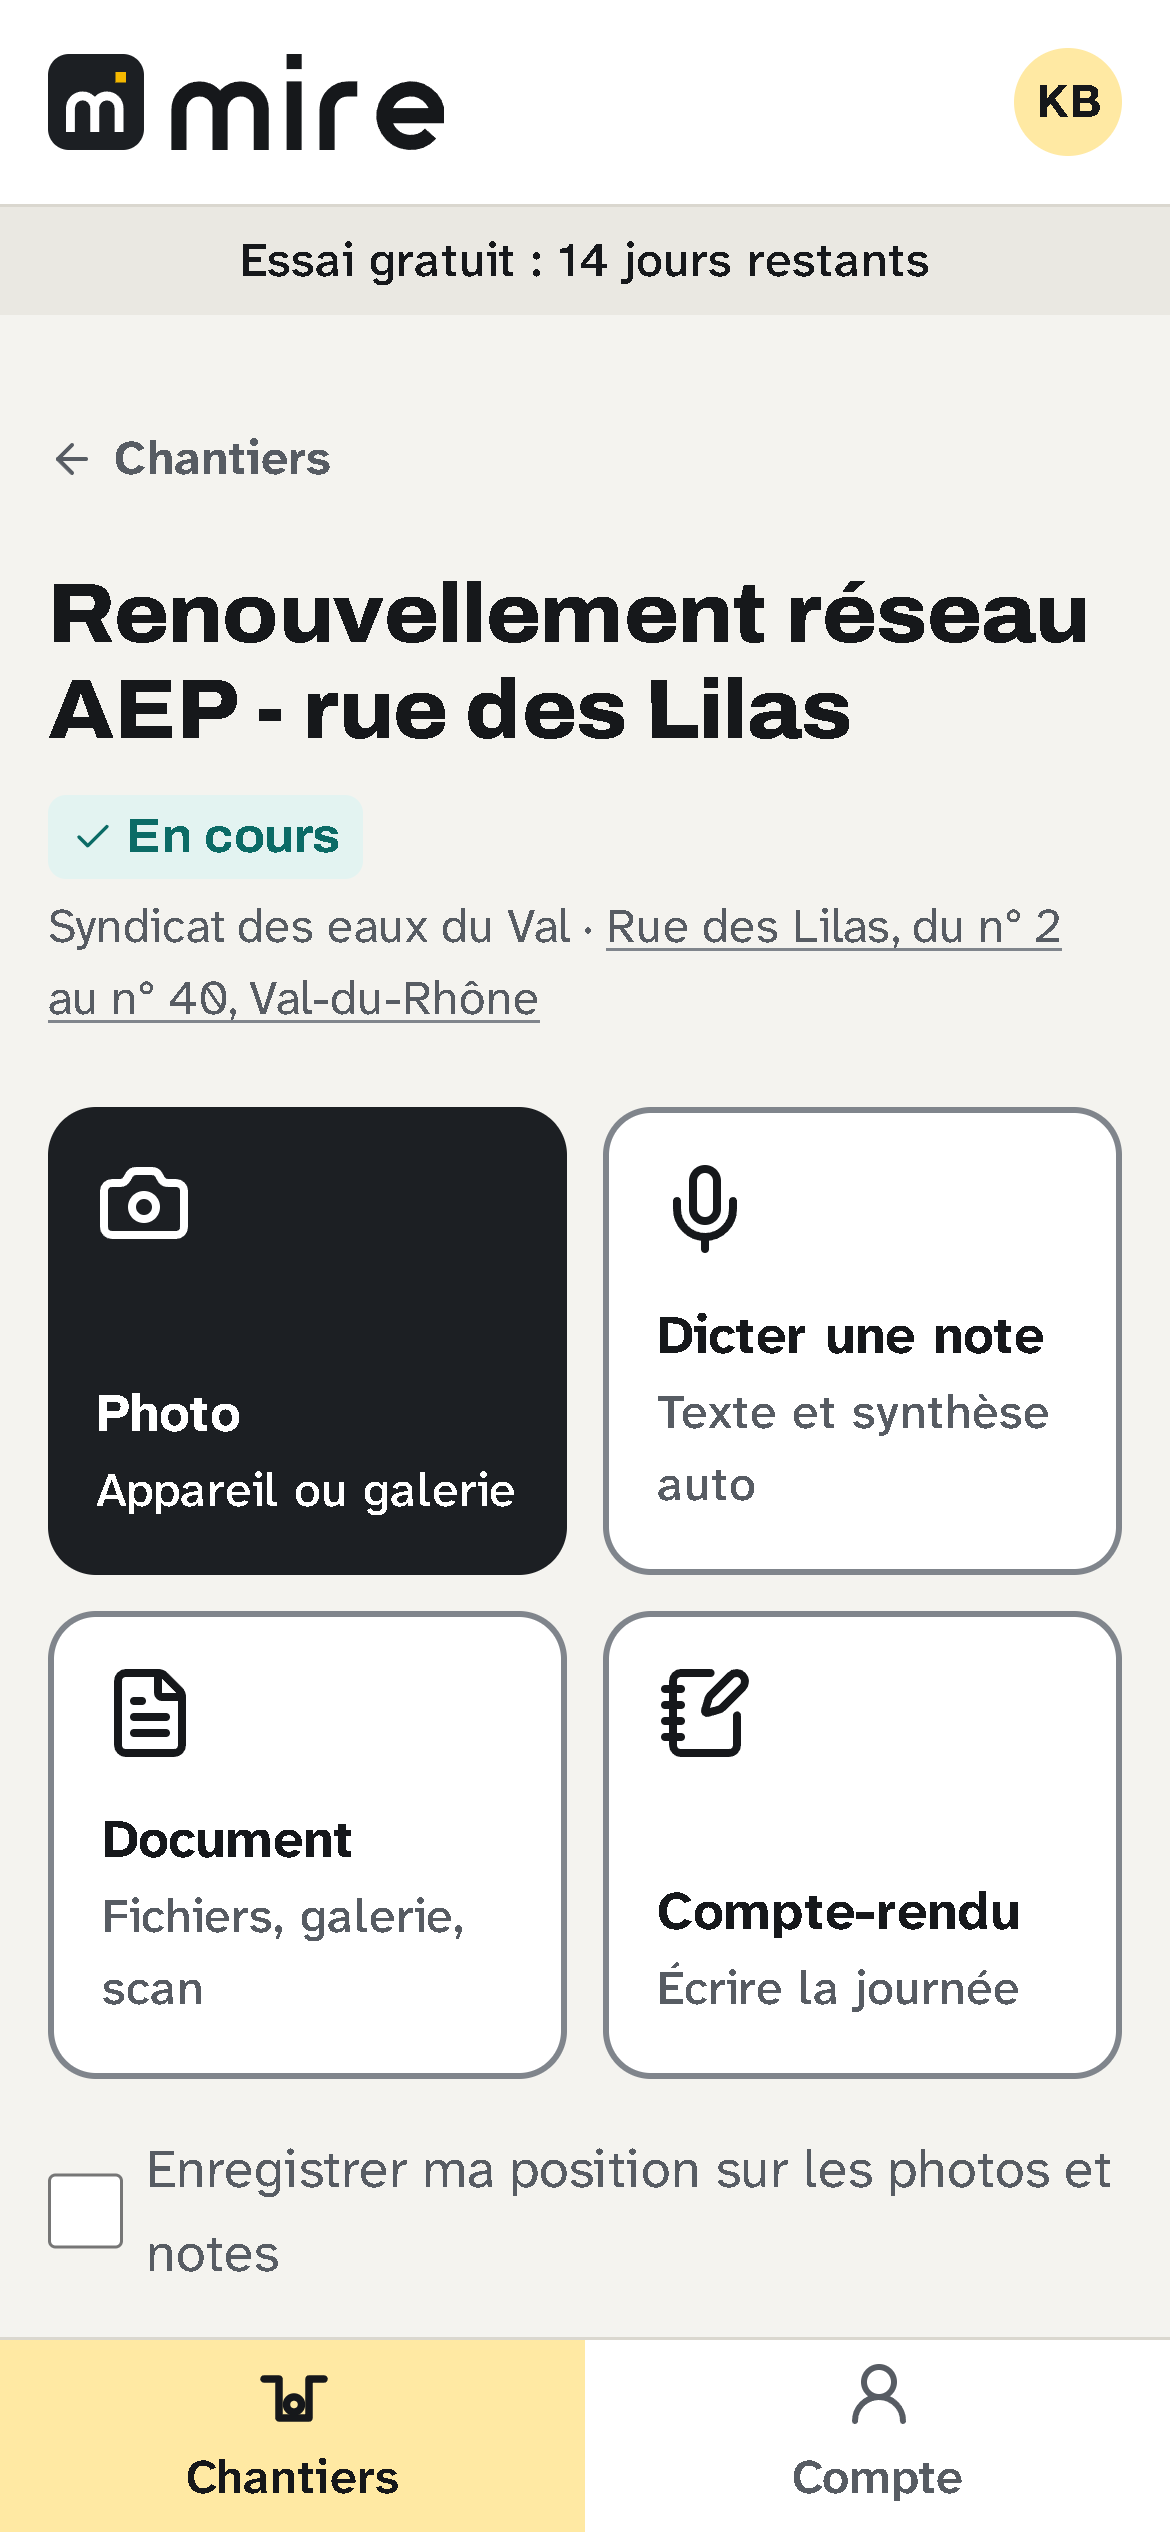 m mire
KB
Essai gratuit : 14 jours restants
← Chantiers
Renouvellement réseau
AEP - rue des Lilas
✓ En cours
Syndicat des eaux du Val · Rue des Lilas, du n° 2
au n° 40, Val-du-Rhône
Photo
Appareil ou galerie
Dicter une note
Texte et synthèse
auto
Document
Fichiers, galerie,
scan
Compte-rendu
Écrire la journée
Enregistrer ma position sur les photos et
notes
Chantiers
Compte